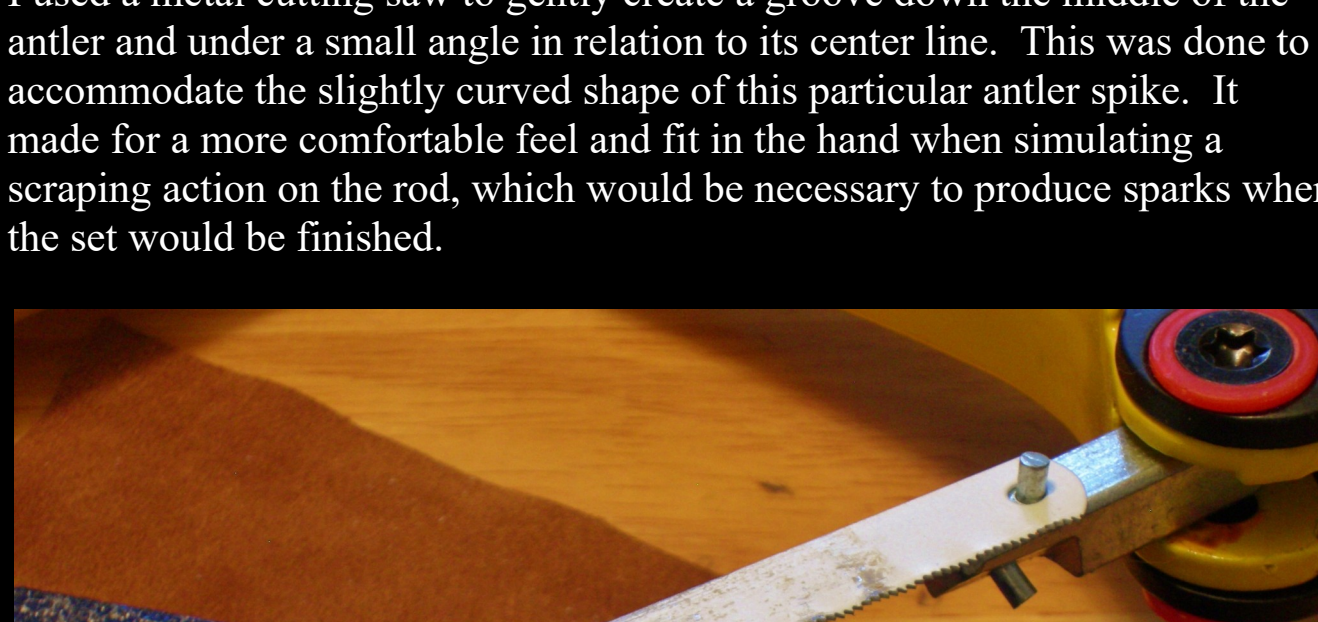 I used a metal cutting saw to gently create a groove down the middle of the
antler and under a small angle in relation to its center line.  This was done to
accommodate the slightly curved shape of this particular antler spike.  It
made for a more comfortable feel and fit in the hand when simulating a
scraping action on the rod, which would be necessary to produce sparks when
the set would be finished.